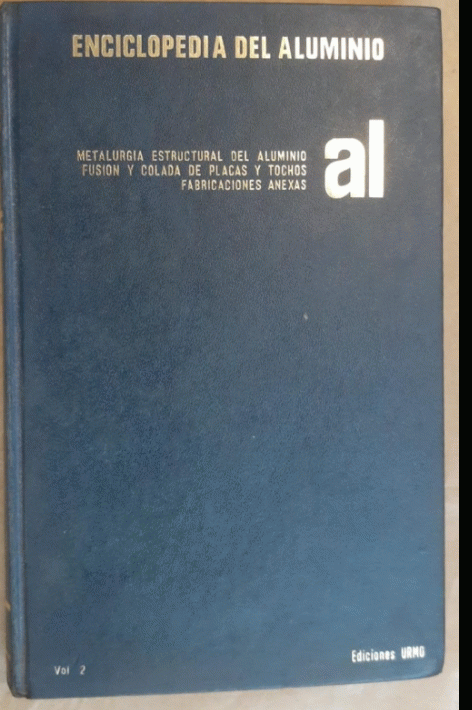 ENCICLOPEDIA DEL ALUMINIO
METALURGIA ESTRUCTURAL DEL ALUMINIO
FUSION Y COLADA DE PLACAS Y TOCHOS
FABRICACIONES ANEXAS
al
Vol 2
Ediciones URMO